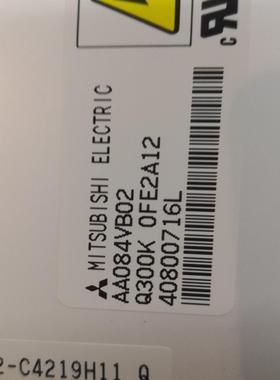 MITSUBISHI ELECTRIC
AA084VB02
Q300K 0FE2A12
40800716L
2-C4219H11 Q